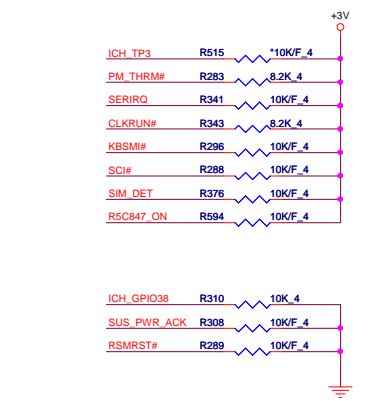 +3V
ICH_TP3 R515 *10K/F_4
PM_THRM# R283 8.2K_4
SERIRQ R341 10K/F_4
CLKRUN# R343 8.2K_4
KBSMI# R296 10K/F_4
SCI# R288 10K/F_4
SIM_DET R376 10K/F_4
R5C847_ON R594 10K/F_4
ICH_GPIO38 R310 10K_4
SUS_PWR_ACK R308 10K/F_4
RSMRST# R289 10K/F_4